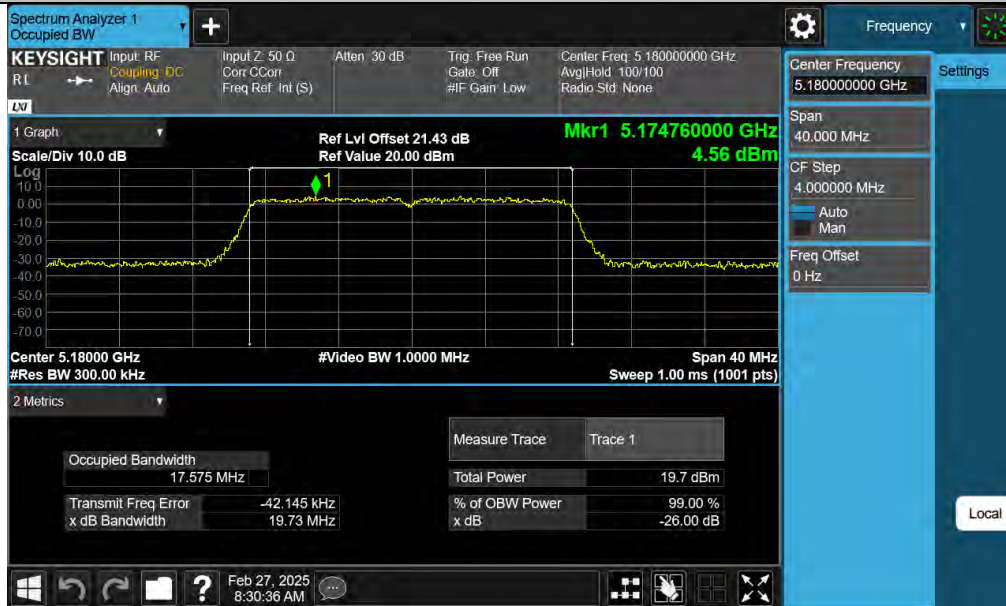 Spectrum Analyzer 1
Occupied BW
+
Frequency
KEYSIGHT
RL
LXI
Input: RF
Coupling: DC
Align: Auto
Input Z: 50 Ω
Corr CCorr
Freq Ref: Int (S)
Atten: 30 dB
Trig: Free Run
Gate: Off
#IF Gain: Low
Center Freq: 5.180000000 GHz
Avg|Hold: 100/100
Radio Std: None
Center Frequency
5.180000000 GHz
Settings
Span
40.000 MHz
CF Step
4.000000 MHz
Auto
Man
Freq Offset
0 Hz
Local
1 Graph
Scale/Div 10.0 dB
Ref Lvl Offset 21.43 dB
Ref Value 20.00 dBm
Mkr1 5.174760000 GHz
4.56 dBm
Log
10.0
0.00
-10.0
-20.0
-30.0
-40.0
-50.0
-60.0
-70.0
1
Center 5.18000 GHz
#Res BW 300.00 kHz
#Video BW 1.0000 MHz
Span 40 MHz
Sweep 1.00 ms (1001 pts)
2 Metrics
Measure Trace
Trace 1
Occupied Bandwidth
17.575 MHz
Total Power
19.7 dBm
Transmit Freq Error
-42.145 kHz
% of OBW Power
99.00 %
x dB Bandwidth
19.73 MHz
x dB
-26.00 dB
?
Feb 27, 2025
8:30:36 AM